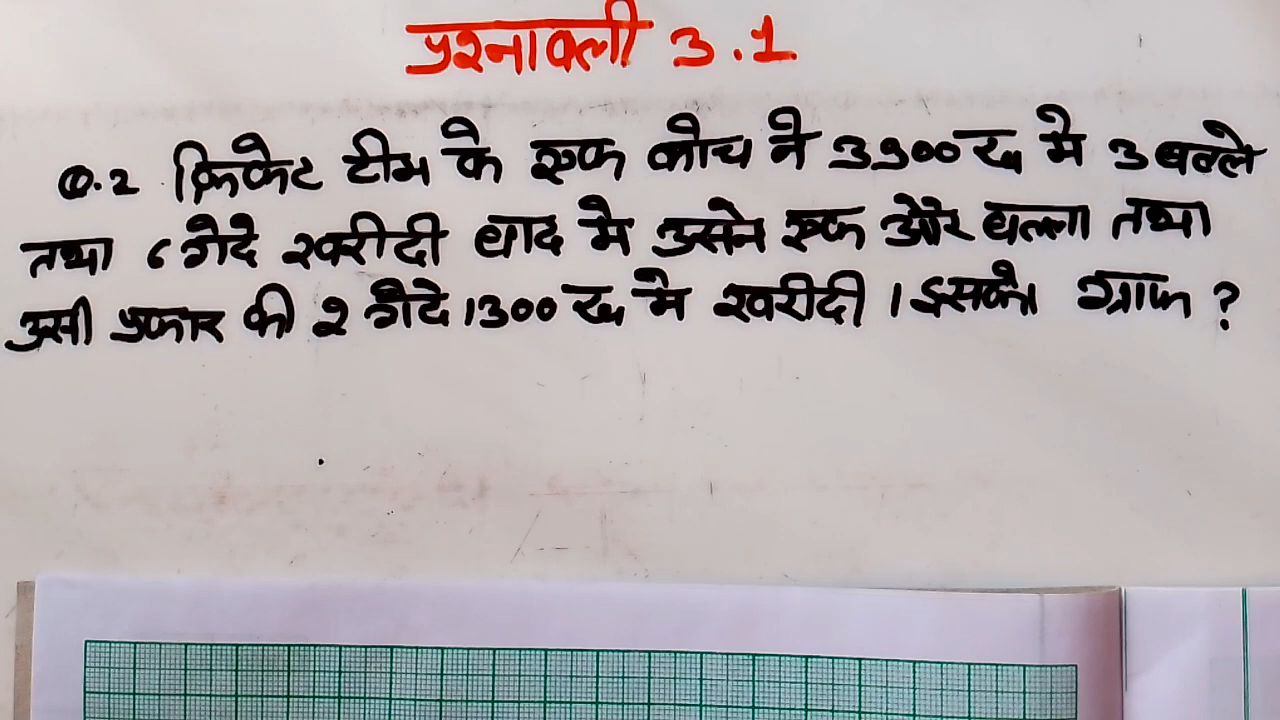 प्रश्नावली 3.1
Q.2 क्रिकेट टीम के एक कोच ने 3900 रु मे 3 बल्ले
तथा 6 गेदे खरीदी बाद मे उसने एक और बल्ला तथा
उसी प्रकार की 2 गेदे 1300 रु मे खरीदी । इसको ग्राफ ?